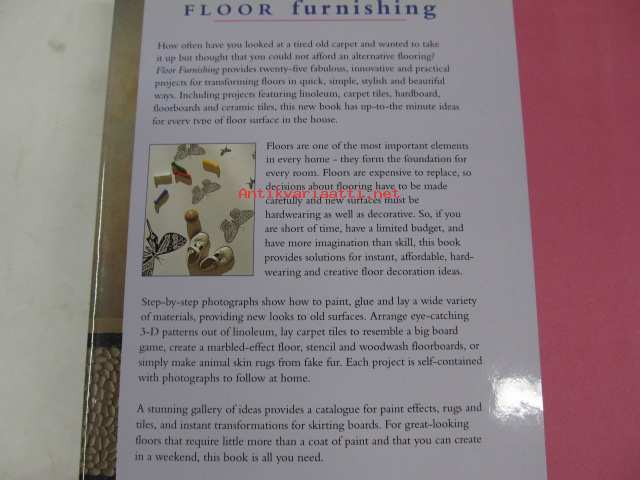 FLOOR furnishing
How often have you looked at a tired old carpet and wanted to take
it up but thought that you could not afford an alternative flooring?
Floor Furnishing provides twenty-five fabulous, innovative and practical
projects for transforming floors in quick, simple, stylish and beautiful
ways. Including projects featuring linoleum, carpet tiles, hardboard,
floorboards and ceramic tiles, this new book has up-to-the minute ideas
for every type of floor surface in the house.
Floors are one of the most important elements
in every home - they form the foundation for
every room. Floors are expensive to replace, so
decisions about flooring have to be made
Antikvariaatti.net
carefully and new surfaces must be
hardwearing as well as decorative. So, if you
are short of time, have a limited budget, and
have more imagination than skill, this book
provides solutions for instant, affordable, hard-
wearing and creative floor decoration ideas.
Step-by-step photographs show how to paint, glue and lay a wide variety
of materials, providing new looks to old surfaces. Arrange eye-catching
3-D patterns out of linoleum, lay carpet tiles to resemble a big board
game, create a marbled-effect floor, stencil and woodwash floorboards, or
simply make animal skin rugs from fake fur. Each project is self-contained
with photographs to follow at home.
A stunning gallery of ideas provides a catalogue for paint effects, rugs and
tiles, and instant transformations for skirting boards. For great-looking
floors that require little more than a coat of paint and that you can create
in a weekend, this book is all you need.